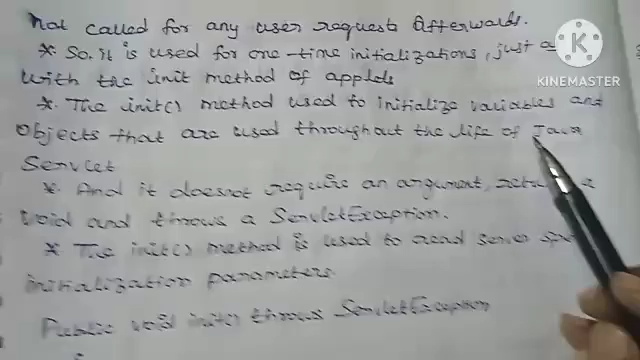 not called for any user requests Afterwards.
* So, it is used for one-time initializations, just as
with the init method of applets
K
KINEMASTER
* The init() method used to initialize variables and
objects that are used throughout the life of Java
Servlet
* And it doesnot require an argument, a
void and throws a ServletException.
* The init() method is used to read server
initialization parameters.
Public void init() throws ServletException